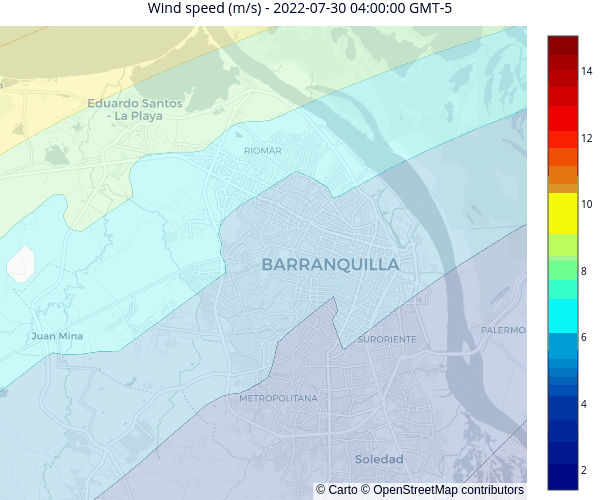 Wind speed (m/s) - 2022-07-30 04:00:00 GMT-5
14
Eduardo Santos
- La Playa
RIOMAR
12
10
BARRANQUILLA
8
Juan Mina
SURORIENTE
PALERMO
6
METROPOLITANA
4
Soledad
2
© Carto © OpenStreetMap contributors